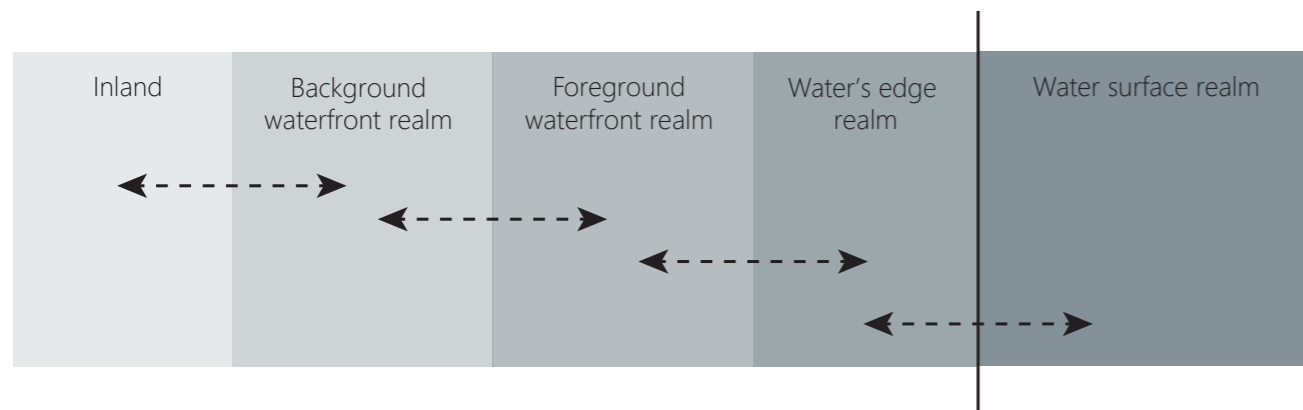 Inland
Background
waterfront realm
Foreground
waterfront realm
Water’s edge
realm
Water surface realm